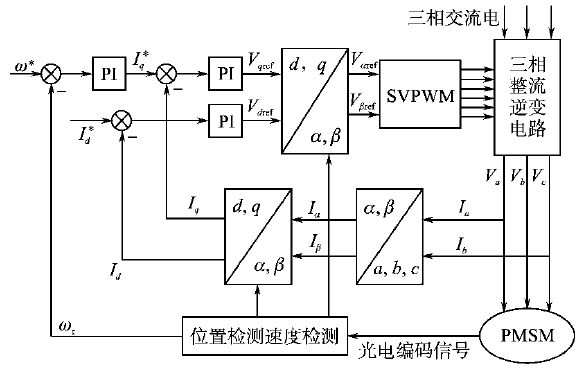 三相交流电
ω*
PI
I*q
PI
Vqref
d, q
α, β
Vαref
SVPWM
三相
整流
逆变
电路
I*d
PI
Vdref
Vβref
Va
Vb
Vc
Iq
d, q
α, β
Iα
α, β
a, b, c
Ia
Id
Iβ
Ib
ωr
位置检测速度检测
光电编码信号
PMSM